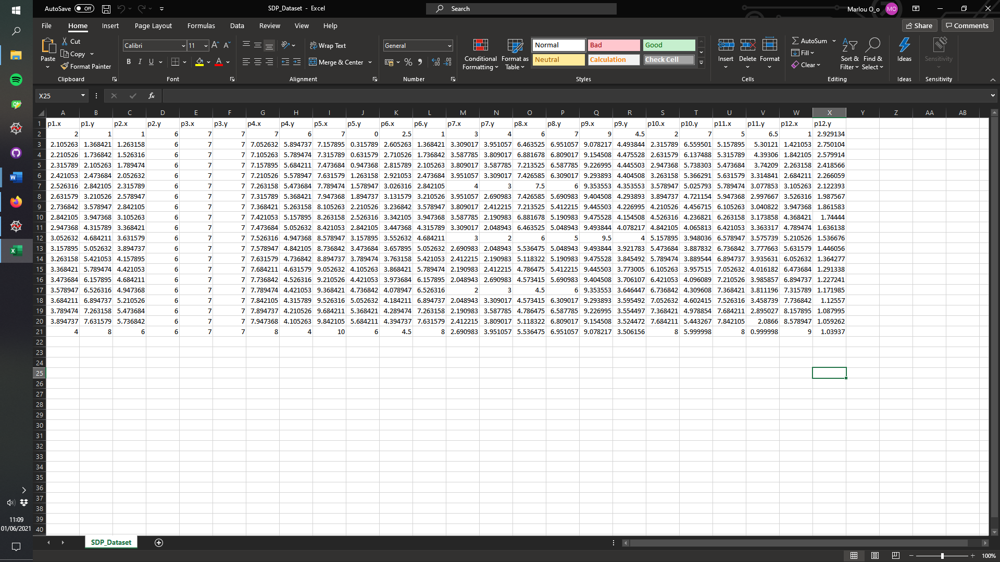 AutoSave Off SDP_Dataset - Excel Search Marlou O_o MO
File Home Insert Page Layout Formulas Data Review View Help Share Comments
Paste Cut Copy Format Painter Clipboard
Calibri 11 B I U A Font
Wrap Text Merge & Center Alignment
General % Number
Conditional Formatting Format as Table Normal Bad Good Neutral Calculation Check Cell Styles
Insert Delete Format Cells
AutoSum Fill Clear Sort & Filter Find & Select Editing
Ideas Ideas
Sensitivity Sensitivity
X25 fx
A B C D E F G H I J K L M N O P Q R S T U V W X Y Z AA AB
1 p1.x p1.y p2.x p2.y p3.x p3.y p4.x p4.y p5.x p5.y p6.x p6.y p7.x p7.y p8.x p8.y p9.x p9.y p10.x p10.y p11.x p11.y p12.x p12.y
2 2 1 1 6 7 7 7 6 7 0 2.5 1 3 4 6 7 9 4.5 2 7 5 6.5 1 2.929134
3 2.105263 1.368421 1.263158 6 7 7 7.052632 5.894737 7.157895 0.315789 2.605263 1.368421 3.309017 3.951057 6.463525 6.951057 9.078217 4.493844 2.315789 6.559501 5.157895 5.30121 1.421053 2.750104
4 2.210526 1.736842 1.526316 6 7 7 7.105263 5.789474 7.315789 0.631579 2.710526 1.736842 3.587785 3.809017 6.881678 6.809017 9.154508 4.475528 2.631579 6.137488 5.315789 4.39306 1.842105 2.579914
5 2.315789 2.105263 1.789474 6 7 7 7.157895 5.684211 7.473684 0.947368 2.815789 2.105263 3.809017 3.587785 7.213525 6.587785 9.226995 4.445503 2.947368 5.738303 5.473684 3.74209 2.263158 2.418566
6 2.421053 2.473684 2.052632 6 7 7 7.210526 5.578947 7.631579 1.263158 2.921053 2.473684 3.951057 3.309017 7.426585 6.309017 9.293893 4.404508 3.263158 5.366291 5.631579 3.314841 2.684211 2.266059
7 2.526316 2.842105 2.315789 6 7 7 7.263158 5.473684 7.789474 1.578947 3.026316 2.842105 4 3 7.5 6 9.353553 4.353553 3.578947 5.025793 5.789474 3.077853 3.105263 2.122393
8 2.631579 3.210526 2.578947 6 7 7 7.315789 5.368421 7.947368 1.894737 3.131579 3.210526 3.951057 2.690983 7.426585 5.690983 9.404508 4.293893 3.894737 4.721154 5.947368 2.997667 3.526316 1.987567
9 2.736842 3.578947 2.842105 6 7 7 7.368421 5.263158 8.105263 2.210526 3.236842 3.578947 3.809017 2.412215 7.213525 5.412215 9.445503 4.226995 4.210526 4.456715 6.105263 3.040822 3.947368 1.861583
10 2.842105 3.947368 3.105263 6 7 7 7.421053 5.157895 8.263158 2.526316 3.342105 3.947368 3.587785 2.190983 6.881678 5.190983 9.475528 4.154508 4.526316 4.236821 6.263158 3.173858 4.368421 1.74444
11 2.947368 4.315789 3.368421 6 7 7 7.473684 5.052632 8.421053 2.842105 3.447368 4.315789 3.309017 2.048943 6.463525 5.048943 9.493844 4.078217 4.842105 4.065813 6.421053 3.363317 4.789474 1.636138
12 3.052632 4.684211 3.631579 6 7 7 7.526316 4.947368 8.578947 3.157895 3.552632 4.684211 3 2 6 5 9.5 4 5.157895 3.948036 6.578947 3.575739 5.210526 1.536676
13 3.157895 5.052632 3.894737 6 7 7 7.578947 4.842105 8.736842 3.473684 3.657895 5.052632 2.690983 2.048943 5.536475 5.048943 9.493844 3.921783 5.473684 3.887832 6.736842 3.777663 5.631579 1.446056
14 3.263158 5.421053 4.157895 6 7 7 7.631579 4.736842 8.894737 3.789474 3.763158 5.421053 2.412215 2.190983 5.118322 5.190983 9.475528 3.845492 5.789474 3.889544 6.894737 3.935631 6.052632 1.364277
15 3.368421 5.789474 4.421053 6 7 7 7.684211 4.631579 9.052632 4.105263 3.868421 5.789474 2.190983 2.412215 4.786475 5.412215 9.445503 3.773005 6.105263 3.957515 7.052632 4.016182 6.473684 1.291338
16 3.473684 6.157895 4.684211 6 7 7 7.736842 4.526316 9.210526 4.421053 3.973684 6.157895 2.048943 2.690983 4.573415 5.690983 9.404508 3.706107 6.421053 4.096089 7.210526 3.985857 6.894737 1.227241
17 3.578947 6.526316 4.947368 6 7 7 7.789474 4.421053 9.368421 4.736842 4.078947 6.526316 2 3 4.5 6 9.353553 3.646447 6.736842 4.309608 7.368421 3.811196 7.315789 1.171985
18 3.684211 6.894737 5.210526 6 7 7 7.842105 4.315789 9.526316 5.052632 4.184211 6.894737 2.048943 3.309017 4.573415 6.309017 9.293893 3.595492 7.052632 4.602415 7.526316 3.458739 7.736842 1.12557
19 3.789474 7.263158 5.473684 6 7 7 7.894737 4.210526 9.684211 5.368421 4.289474 7.263158 2.190983 3.587785 4.786475 6.587785 9.226995 3.554497 7.368421 4.978854 7.684211 2.895027 8.157895 1.087995
20 3.894737 7.631579 5.736842 6 7 7 7.947368 4.105263 9.842105 5.684211 4.394737 7.631579 2.412215 3.809017 5.118322 6.809017 9.154508 3.524472 7.684211 5.443267 7.842105 2.0866 8.578947 1.059262
21 4 8 6 6 7 7 8 4 10 6 4.5 8 2.690983 3.951057 5.536475 6.951057 9.078217 3.506156 8 5.999998 8 0.999998 9 1.03937
22
23
24
25
26
27
28
29
30
31
32
33
34
35
36
37
38
39
40
11:09
01/06/2021
SDP_Dataset
100%